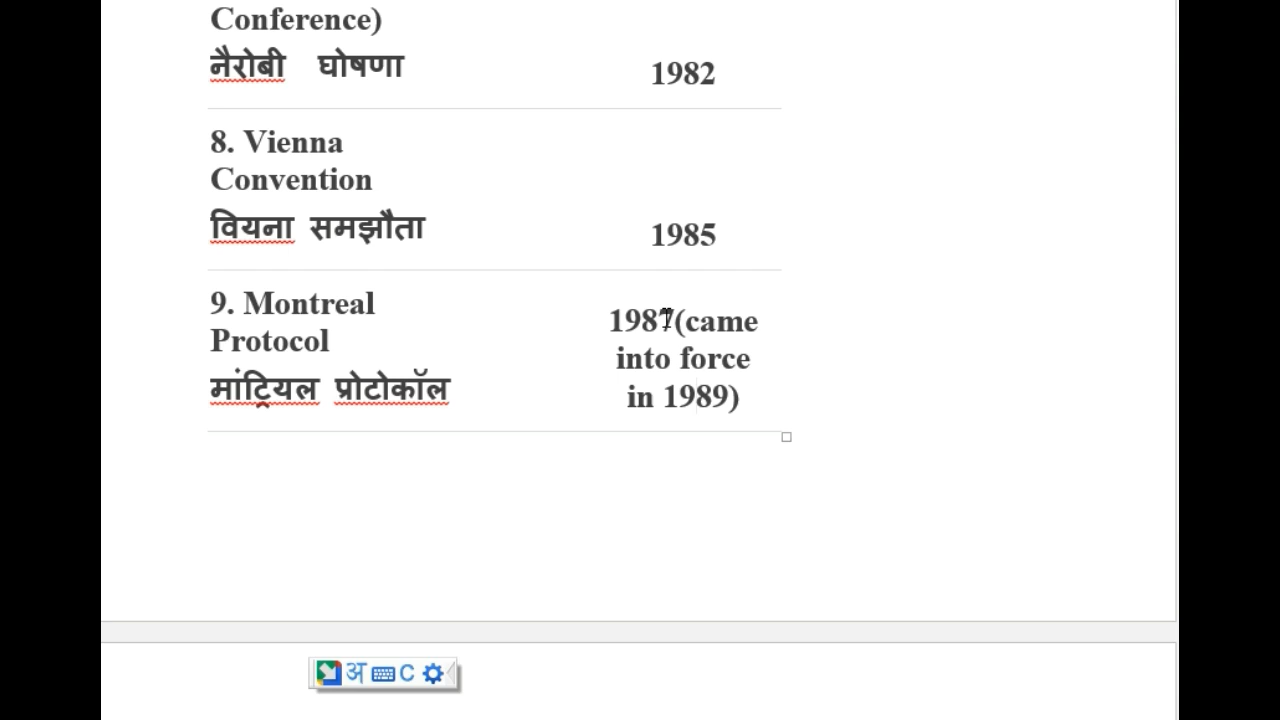 Conference)
नैरोबी घोषणा 1982
8. Vienna
Convention
वियना समझौता 1985
9. Montreal
Protocol
मांट्रियल प्रोटोकॉल
1987(came
into force
in 1989)
अ C